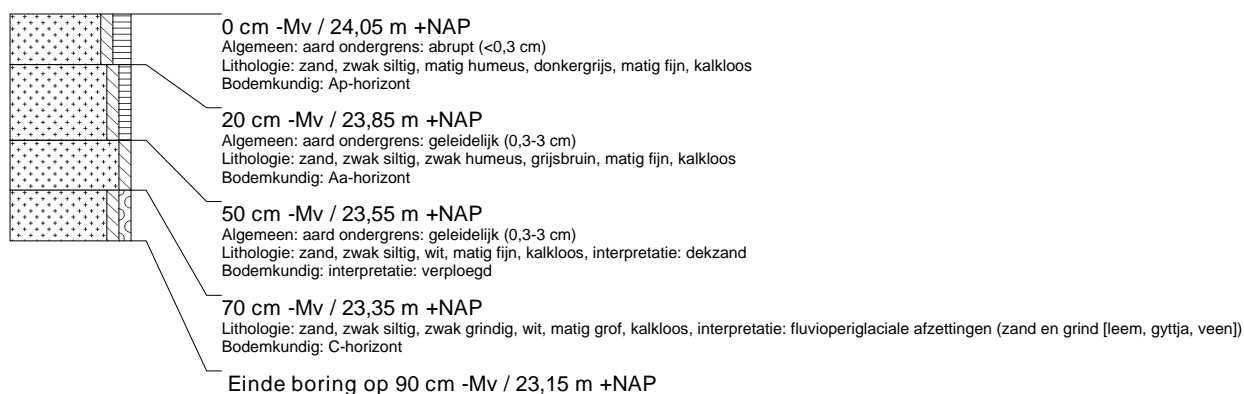 0 cm -Mv / 24,05 m +NAP
Algemeen: aard ondergrens: abrupt (<0,3 cm)
Lithologie: zand, zwak siltig, matig humeus, donkergrijs, matig fijn, kalkloos
Bodemkundig: Ap-horizont
20 cm -Mv / 23,85 m +NAP
Algemeen: aard ondergrens: geleidelijk (0,3-3 cm)
Lithologie: zand, zwak siltig, zwak humeus, grijsbruin, matig fijn, kalkloos
Bodemkundig: Aa-horizont
50 cm -Mv / 23,55 m +NAP
Algemeen: aard ondergrens: geleidelijk (0,3-3 cm)
Lithologie: zand, zwak siltig, wit, matig fijn, kalkloos, interpretatie: dekzand
Bodemkundig: interpretatie: verploegd
70 cm -Mv / 23,35 m +NAP
Lithologie: zand, zwak siltig, zwak grindig, wit, matig grof, kalkloos, interpretatie: fluvioperiglaciale afzettingen (zand en grind [leem, gyttja, veen])
Bodemkundig: C-horizont
Einde boring op 90 cm -Mv / 23,15 m +NAP